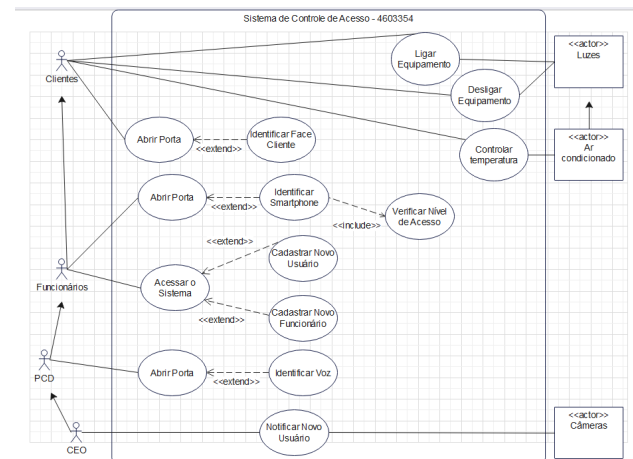 Sistema de Controle de Acesso - 4603354
Ligar
Equipamento
<<actor>>
Luzes
Clientes
Desligar
Equipamento
Abrir Porta
<<extend>>
Identificar Face
Cliente
Controlar
temperatura
<<actor>>
Ar
condicionado
Abrir Porta
<<extend>>
Identificar
Smartphone
<<include>>
Verificar Nível
de Acesso
<<extend>>
Cadastrar Novo
Usuário
Funcionários
Acessar o
Sistema
<<extend>>
Cadastrar Novo
Funcionário
PCD
Abrir Porta
<<extend>>
Identificar Voz
CEO
Notificar Novo
Usuário
<<actor>>
Câmeras